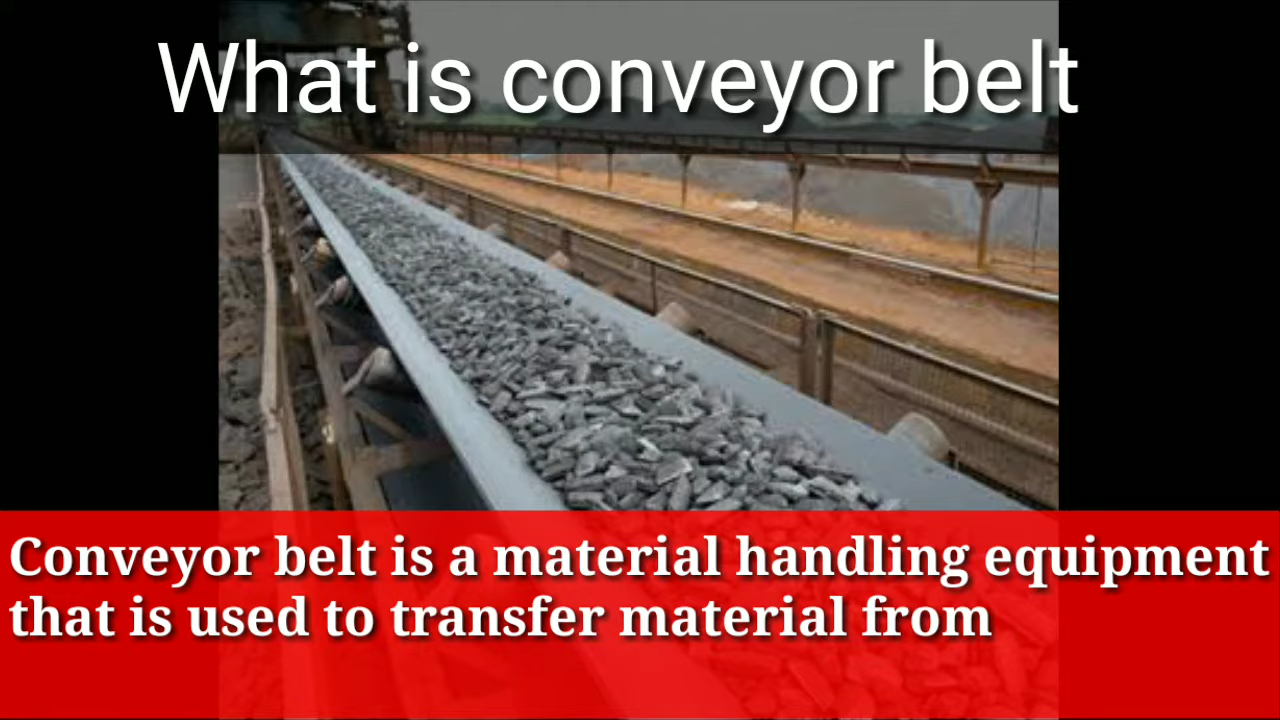 What is conveyor belt
Conveyor belt is a material handling equipment
that is used to transfer material from